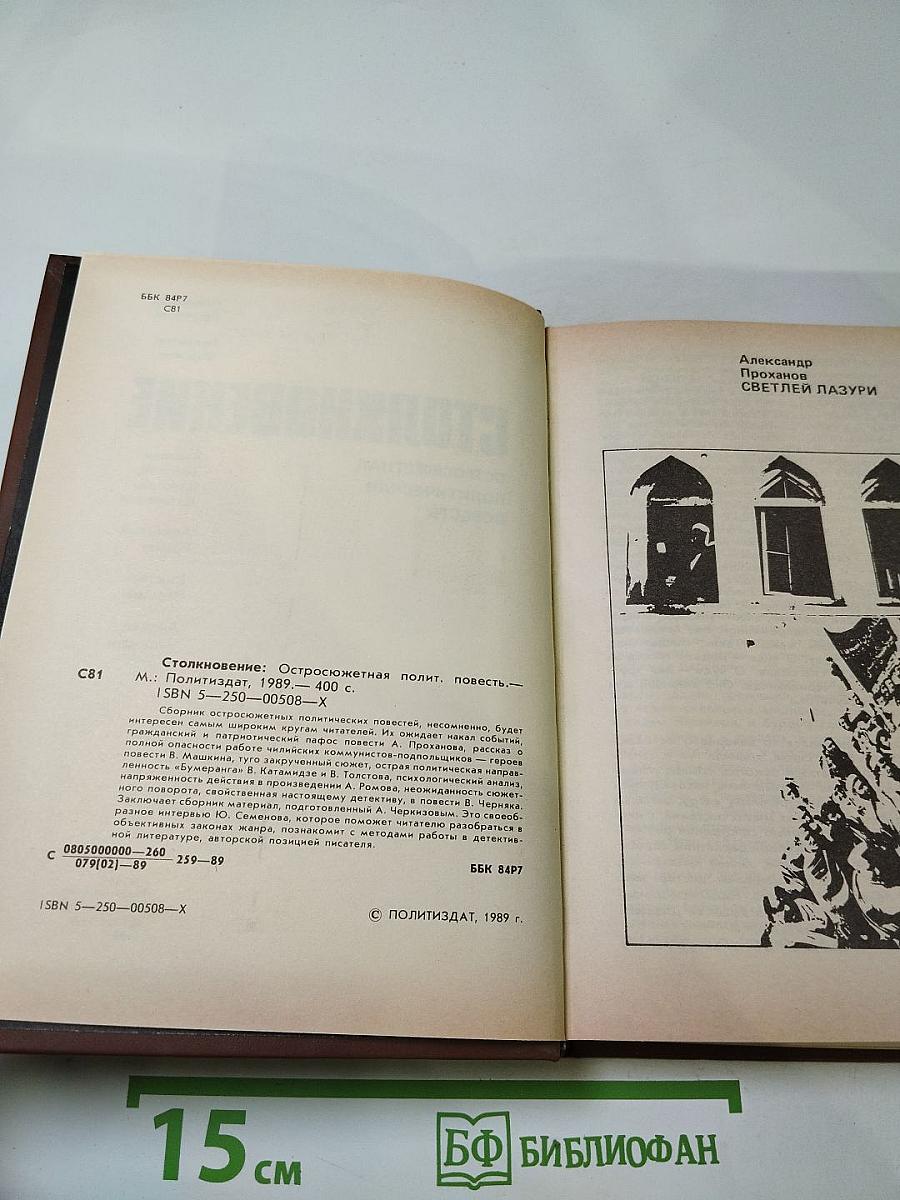 ББК 84Р7
С81
С81
Столкновение: Остросюжетная полит. повесть.—
М.: Политиздат, 1989.— 400 с.
ISBN 5—250—00508—X
Сборник остросюжетных политических повестей, несомненно, будет
интересен самым широким кругам читателей. Их ожидает накал событий,
гражданский и патриотический пафос повести А. Проханова, рассказ о
полной опасности работе чилийских коммунистов-подпольщиков — героев
повести В. Машкина, туго закрученный сюжет, острая политическая направ-
ленность «Бумеранга» В. Катамидзе и В. Толстова, психологический анализ,
напряженность действия в произведении А. Ромова, неожиданность сюжет-
ного поворота, свойственная настоящему детективу, в повести В. Черняка.
Заключает сборник материал, подготовленный А. Черкизовым. Это своеоб-
разное интервью Ю. Семенова, которое поможет читателю разобраться в
объективных законах жанра, познакомит с методами работы в детектив-
ной литературе, авторской позицией писателя.
С 0805000000—260
079(02)—89 259—89
ББК 84Р7
ISBN 5—250—00508—X
© ПОЛИТИЗДАТ, 1989 г.
Александр
Проханов
СВЕТЛЕЙ ЛАЗУРИ
15 см
БФ БИБЛИОФАН